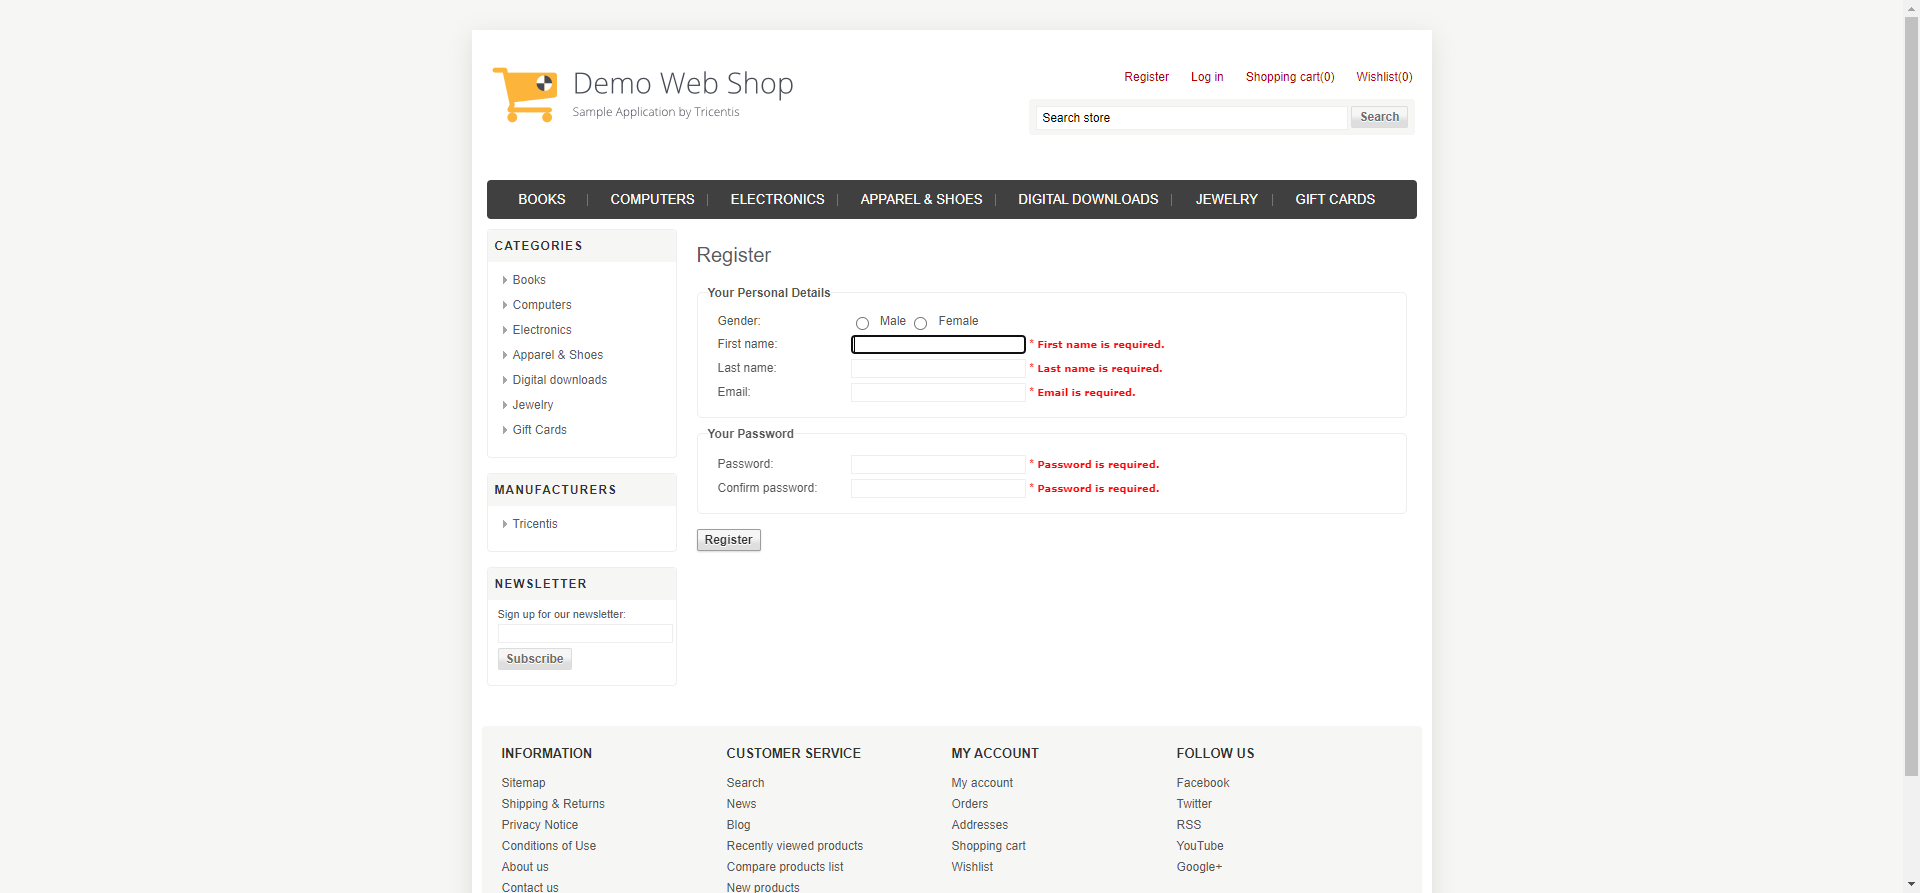 Demo Web Shop
Sample Application by Tricentis
Register Log in Shopping cart(0) Wishlist(0)
Search store Search
BOOKS COMPUTERS ELECTRONICS APPAREL & SHOES DIGITAL DOWNLOADS JEWELRY GIFT CARDS
CATEGORIES
Books
Computers
Electronics
Apparel & Shoes
Digital downloads
Jewelry
Gift Cards
MANUFACTURERS
Tricentis
NEWSLETTER
Sign up for our newsletter:
Subscribe
Register
Your Personal Details
Gender: Male Female
First name: * First name is required.
Last name: * Last name is required.
Email: * Email is required.
Your Password
Password: * Password is required.
Confirm password: * Password is required.
Register
INFORMATION
Sitemap
Shipping & Returns
Privacy Notice
Conditions of Use
About us
Contact us
CUSTOMER SERVICE
Search
News
Blog
Recently viewed products
Compare products list
New products
MY ACCOUNT
My account
Orders
Addresses
Shopping cart
Wishlist
FOLLOW US
Facebook
Twitter
RSS
YouTube
Google+